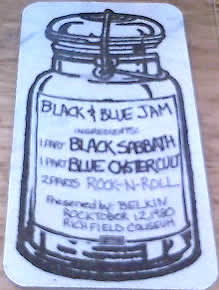 BLACK & BLUE JAM
INGREDIENTS:
1 PART BLACK SABBATH
1 PART BLUE OYSTER CULT
2 PARTS ROCK-N-ROLL
Presented by BELKIN
ROCKTOBER 12, 1980
RICHFIELD COLISEUM